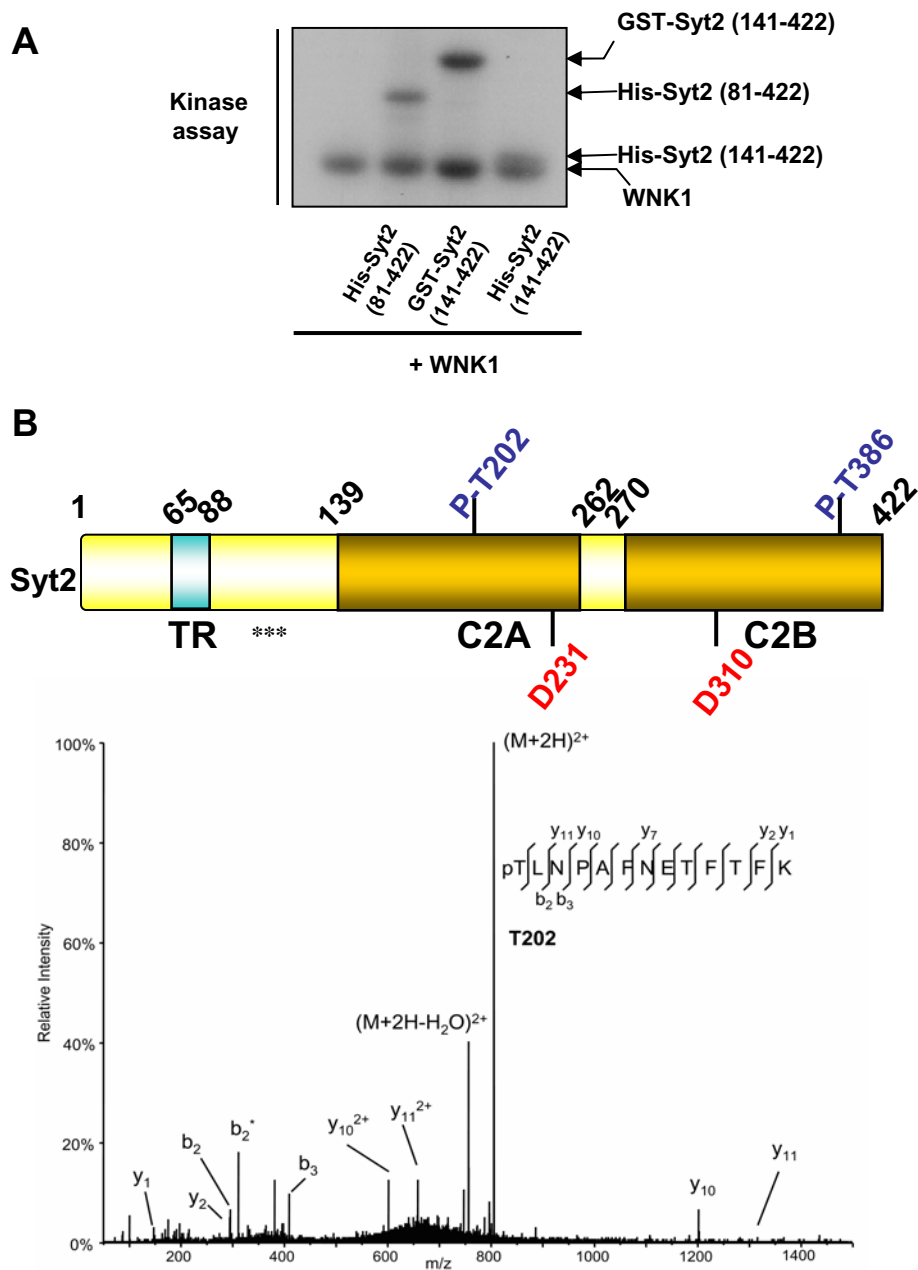 A
Kinase
assay
GST-Syt2 (141-422)
His-Syt2 (81-422)
His-Syt2 (141-422)
WNK1
His-Syt2
(81-422)
GST-Syt2
(141-422)
His-Syt2
(141-422)
+ WNK1
B
1
65
88
139
P-T202
262
270
P-T386
422
Syt2
TR
***
C2A
C2B
D231
D310
100%
80%
60%
40%
20%
0%
Relative Intensity
(M+2H)2+
y11 y10 y7 y2 y1
pT L N P A F N E T F T F K
b2 b3
T202
(M+2H-H2O)2+
y1
y2
b2
b2*
b3
y10 2+
y11 2+
y10
y11
200 400 600 800 1000 1200 1400
m/z